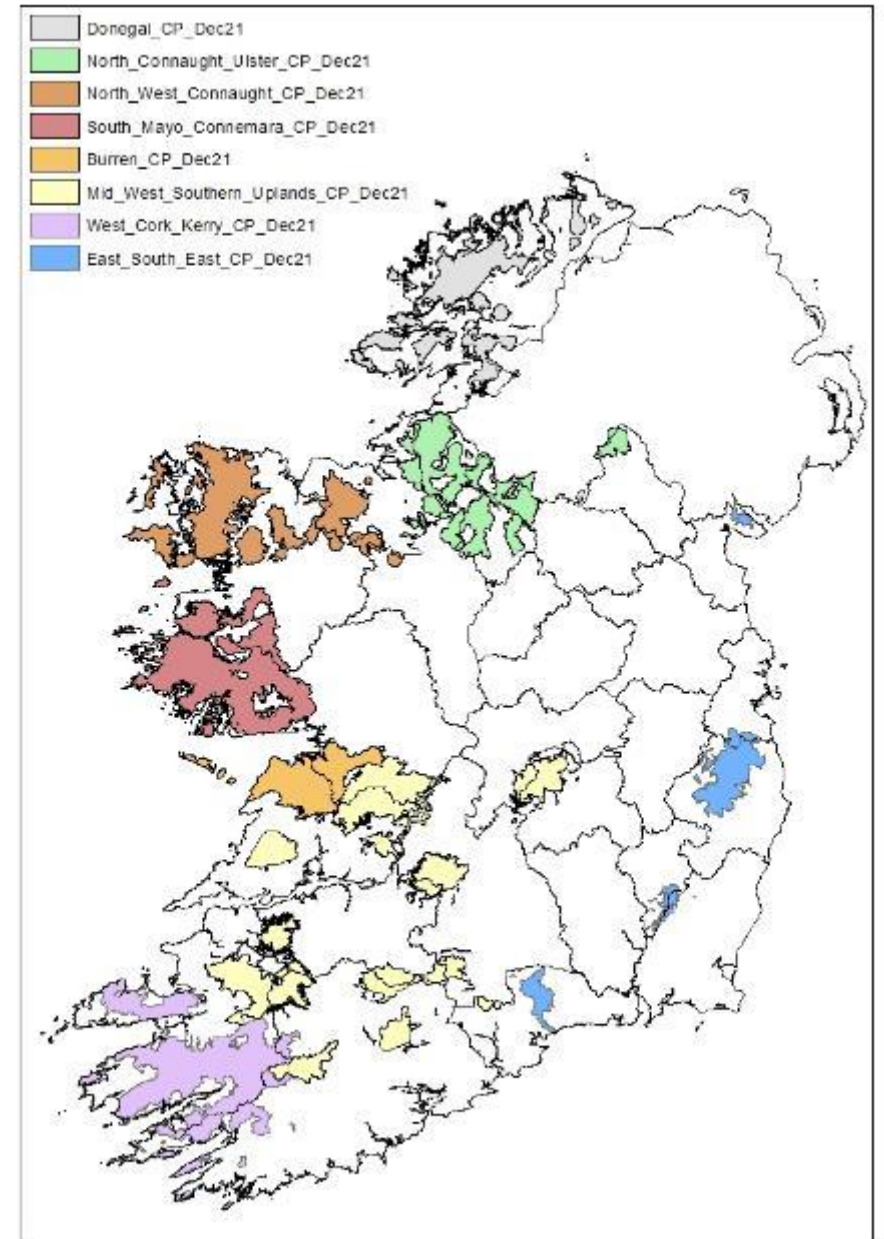 Donegal_CP_Dec21
North_Connaught_Ulster_CP_Dec21
North_West_Connaught_CP_Dec21
South_Mayo_Connemara_CP_Dec21
Burren_CP_Dec21
Mid_West_Southern_Uplands_CP_Dec21
West_Cork_Kerry_CP_Dec21
East_South_East_CP_Dec21